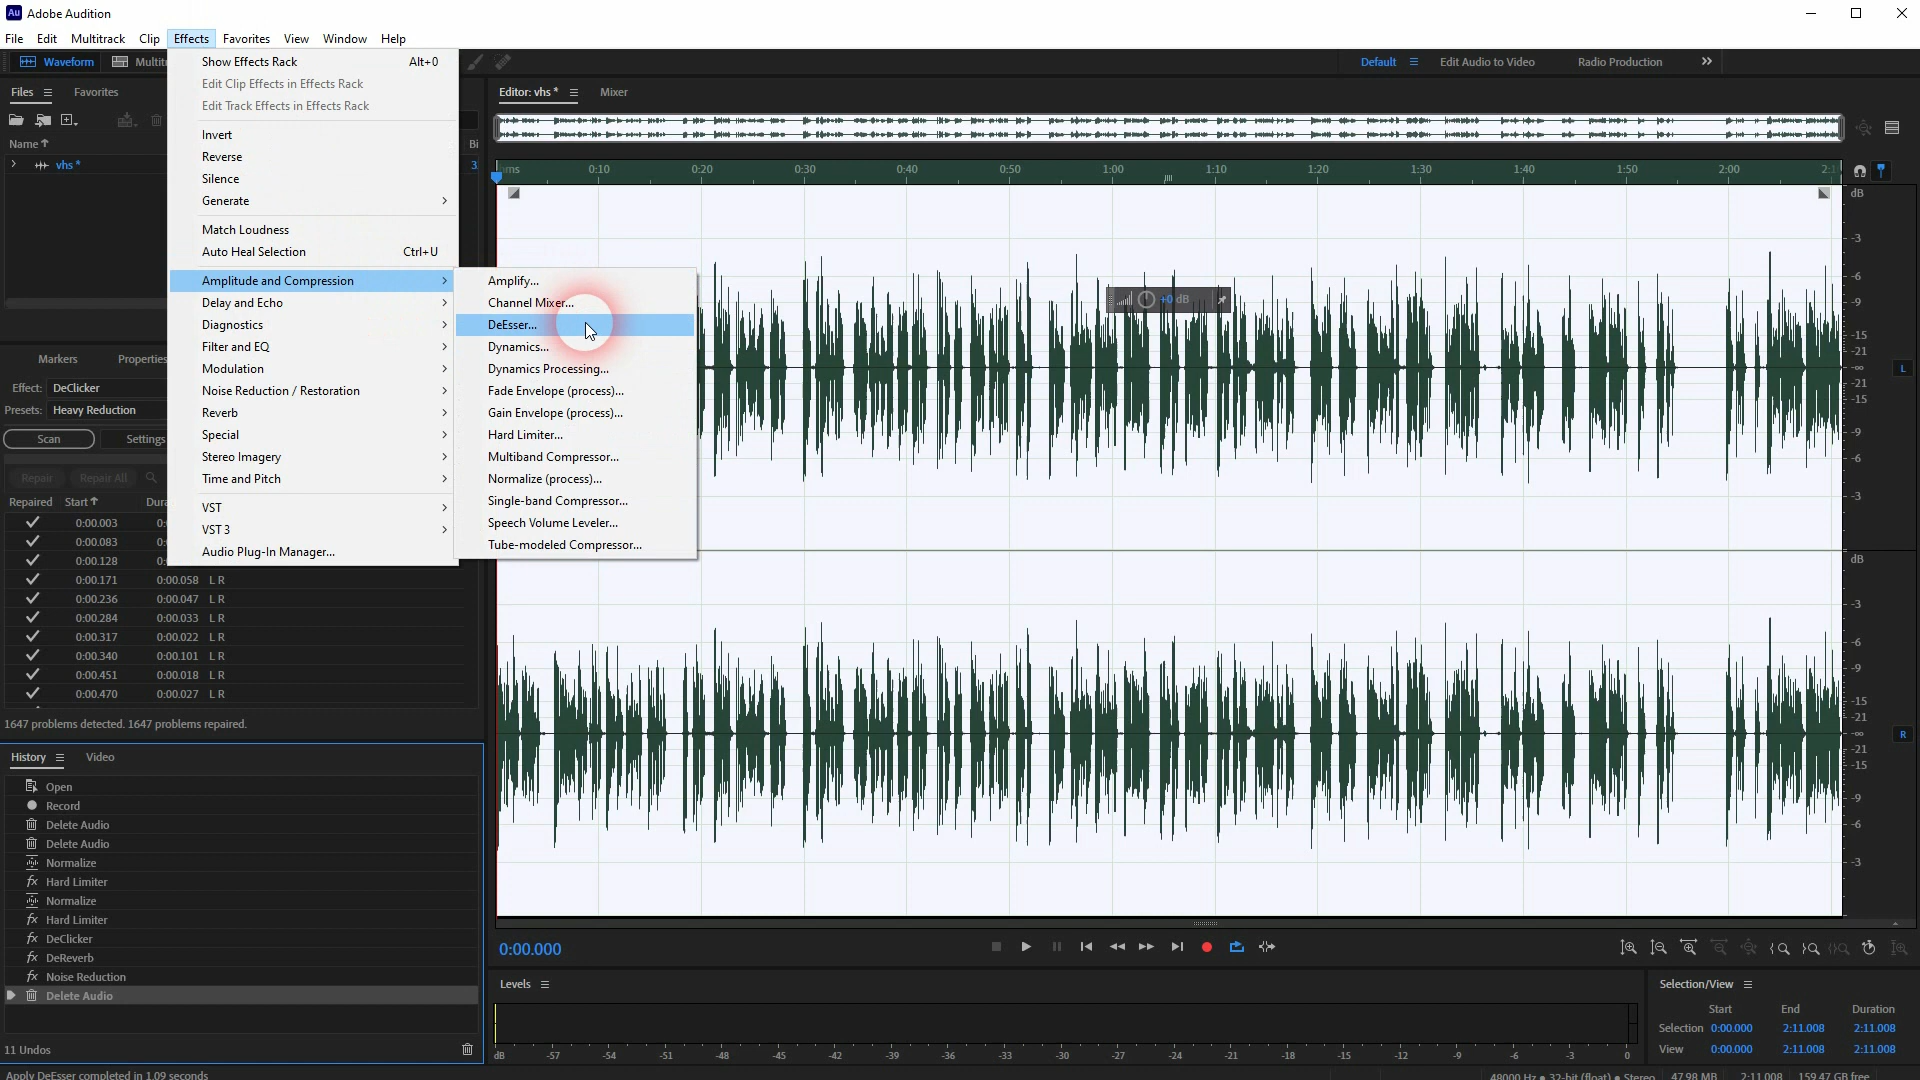 Au Adobe Audition
File Edit Multitrack Clip Effects Favorites View Window Help
Waveform
Default Edit Audio to Video Radio Production
Files Favorites
Name
vhs *
Markers Properties
Effect: DeClicker
Presets: Heavy Reduction
Scan Settings
Repair Repair All
Repaired Start
0:00.003
0:00.083
0:00.128
0:00.171 0:00.058 L R
0:00.236 0:00.047 L R
0:00.284 0:00.033 L R
0:00.317 0:00.022 L R
0:00.340 0:00.101 L R
0:00.451 0:00.018 L R
0:00.470 0:00.027 L R
1647 problems detected. 1647 problems repaired.
History Video
Open
Record
Delete Audio
Delete Audio
Normalize
Hard Limiter
Normalize
Hard Limiter
DeClicker
DeReverb
Noise Reduction
Delete Audio
11 Undos
Apply DeEsser completed in 1.09 seconds
Show Effects Rack Alt+0
Edit Clip Effects in Effects Rack
Edit Track Effects in Effects Rack
Invert
Reverse
Silence
Generate
Match Loudness
Auto Heal Selection Ctrl+U
Amplitude and Compression
Delay and Echo
Diagnostics
Filter and EQ
Modulation
Noise Reduction / Restoration
Reverb
Special
Stereo Imagery
Time and Pitch
VST
VST 3
Audio Plug-In Manager...
Amplify...
Channel Mixer...
DeEsser...
Dynamics...
Dynamics Processing...
Fade Envelope (process)...
Gain Envelope (process)...
Hard Limiter...
Multiband Compressor...
Normalize (process)...
Single-band Compressor...
Speech Volume Leveler...
Tube-modeled Compressor...
Editor: vhs * Mixer
hms 0:10 0:20 0:30 0:40 0:50 1:00 1:10 1:20 1:30 1:40 1:50 2:00
+0 dB
dB
-3
-6
-9
-15
-21
-∞
-21
-15
-9
-6
-3
L
dB
-3
-6
-9
-15
-21
-∞
-21
-15
-9
-6
-3
R
0:00.000
Levels
dB -57 -54 -51 -48 -45 -42 -39 -36 -33 -30 -27 -24 -21 -18 -15 -12 -9 -6 -3 0
Selection/View
Start End Duration
Selection 0:00.000 2:11.008 2:11.008
View 0:00.000 2:11.008 2:11.008
48000 Hz • 32-bit (float) • Stereo 47.98 MB 2:11.008 159.47 GB free